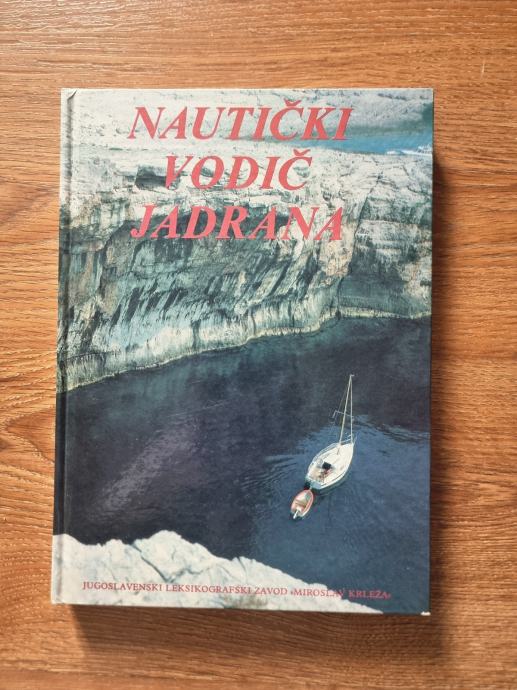 NAUTIČKI
VODIČ
JADRANA
JUGOSLAVENSKI LEKSIKOGRAFSKI ZAVOD »MIROSLAV KRLEŽA«